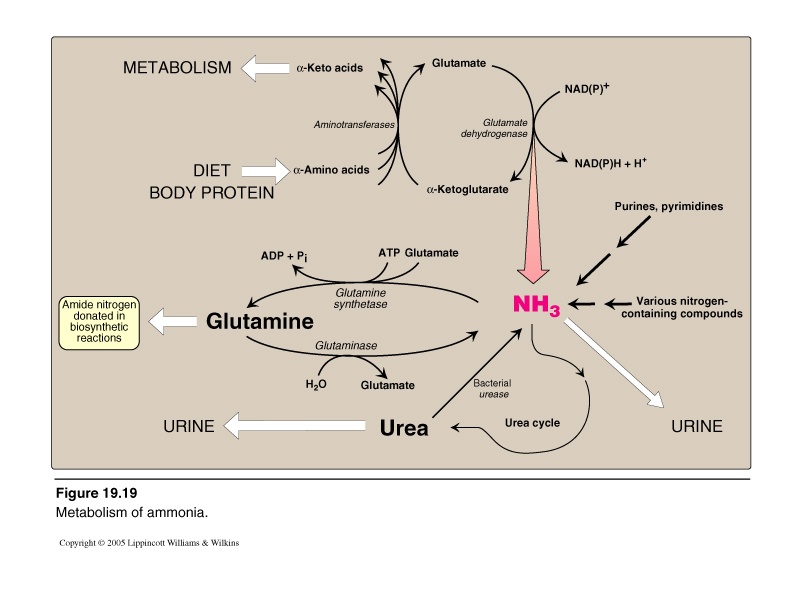 METABOLISM
α-Keto acids
Glutamate
NAD(P)+
Aminotransferases
Glutamate
dehydrogenase
NAD(P)H + H+
DIET
α-Amino acids
BODY PROTEIN
α-Ketoglutarate
Purines, pyrimidines
ADP + Pi
ATP Glutamate
Glutamine
synthetase
NH3
Various nitrogen-
containing compounds
Amide nitrogen
donated in
biosynthetic
reactions
Glutamine
Glutaminase
H2O
Glutamate
Bacterial
urease
URINE
Urea
Urea cycle
URINE
Figure 19.19
Metabolism of ammonia.
Copyright © 2005 Lippincott Williams & Wilkins